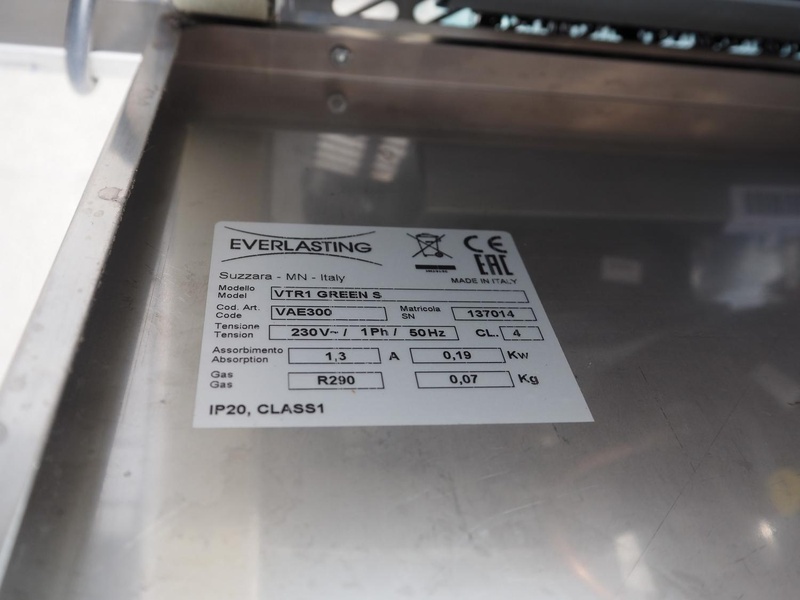 EVERLASTING
CE
EAC
Suzzara - MN - Italy
MADE IN ITALY
Modello
Model
VTR1 GREEN S
Cod. Art.
Code
VAE300
Matricola
SN
137014
Tensione
Tension
230V~ / 1Ph / 50Hz
CL. 4
Assorbimento
Absorption
1,3 A
0,19 Kw
Gas
Gas
R290
0,07 Kg
IP20, CLASS1